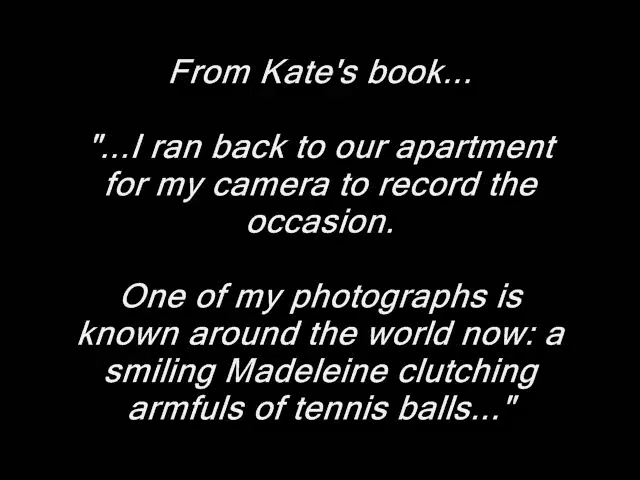 From Kate's book...
"...I ran back to our apartment
for my camera to record the
occasion.
One of my photographs is
known around the world now: a
smiling Madeleine clutching
armfuls of tennis balls..."